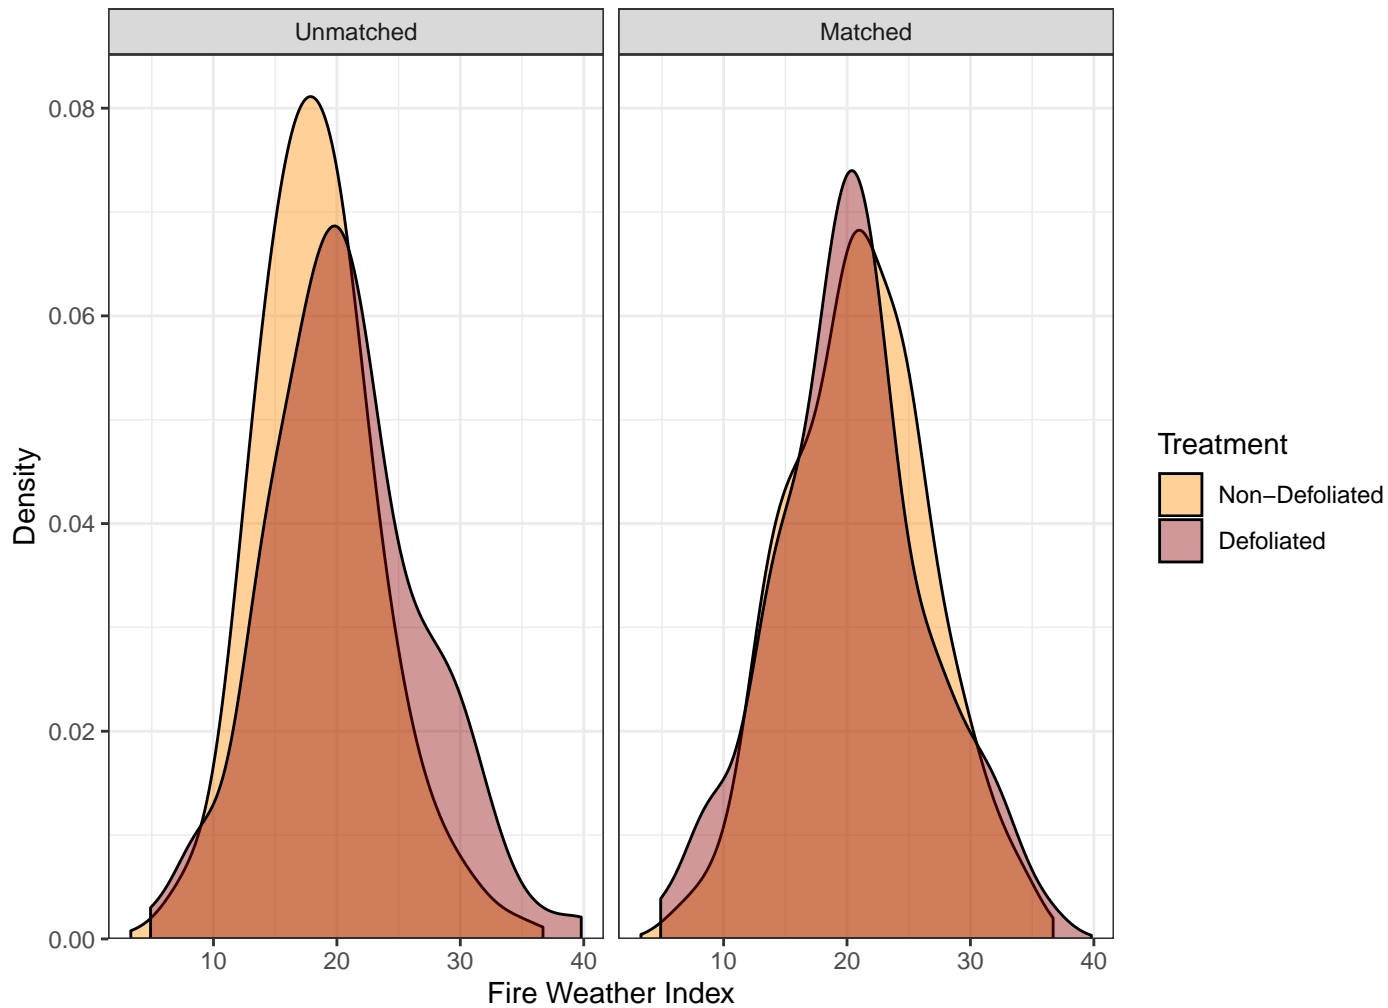 Unmatched
Matched
Density
0.08
0.06
0.04
0.02
0.00
10 20 30 40
10 20 30 40
Fire Weather Index
Treatment
Non−Defoliated
Defoliated